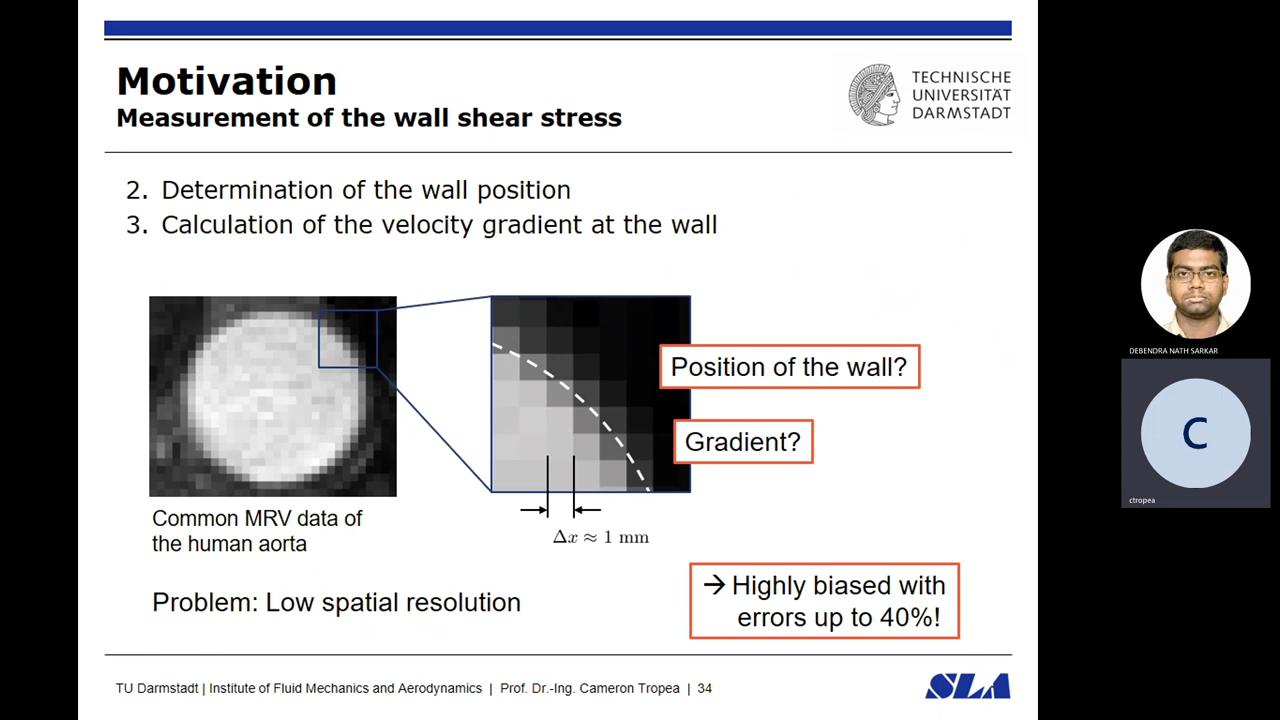 Motivation
Measurement of the wall shear stress
TECHNISCHE
UNIVERSITÄT
DARMSTADT
2. Determination of the wall position
3. Calculation of the velocity gradient at the wall
Position of the wall?
Gradient?
Δx ≈ 1 mm
Common MRV data of
the human aorta
Problem: Low spatial resolution
→ Highly biased with
errors up to 40%!
TU Darmstadt | Institute of Fluid Mechanics and Aerodynamics | Prof. Dr.-Ing. Cameron Tropea | 34
SLA
DEBENDRA NATH SARKAR
C
ctropea